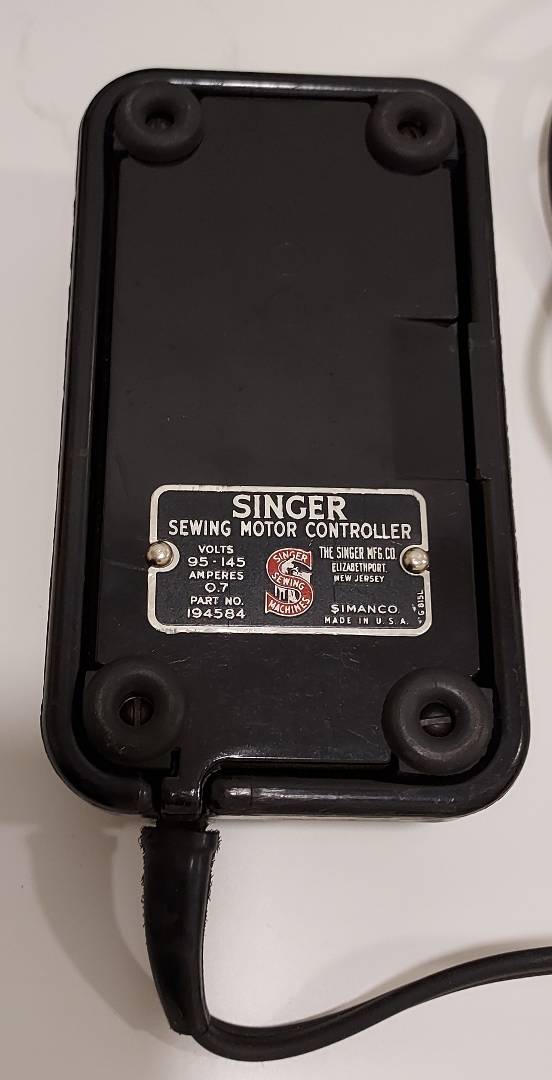 SINGER
SEWING MOTOR CONTROLLER
VOLTS
95-145
AMPERES
0.7
PART NO.
194584
SINGER
SEWING
MACHINES
THE SINGER MFG.CO.
ELIZABETHPORT.
NEW JERSEY
SIMANCO.
MADE IN U.S.A.